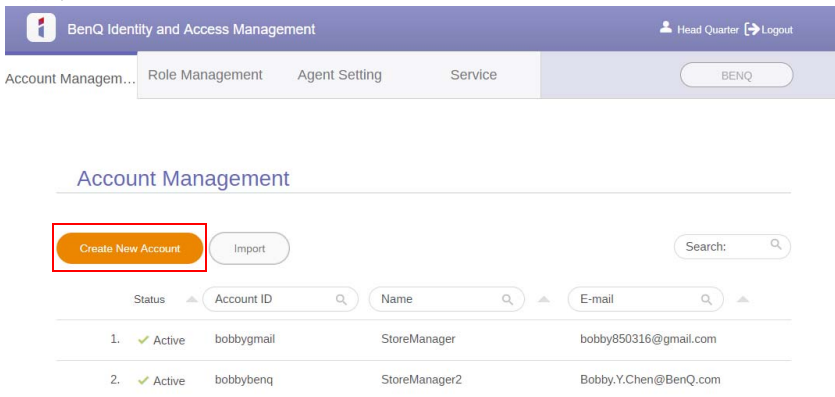 BenQ Identity and Access Management
Head Quarter Logout
Account Managem... Role Management Agent Setting Service BENQ
Account Management
Create New Account Import Search:
Status Account ID Name E-mail
1. Active bobbygmail StoreManager bobby850316@gmail.com
2. Active bobbybenq StoreManager2 Bobby.Y.Chen@BenQ.com